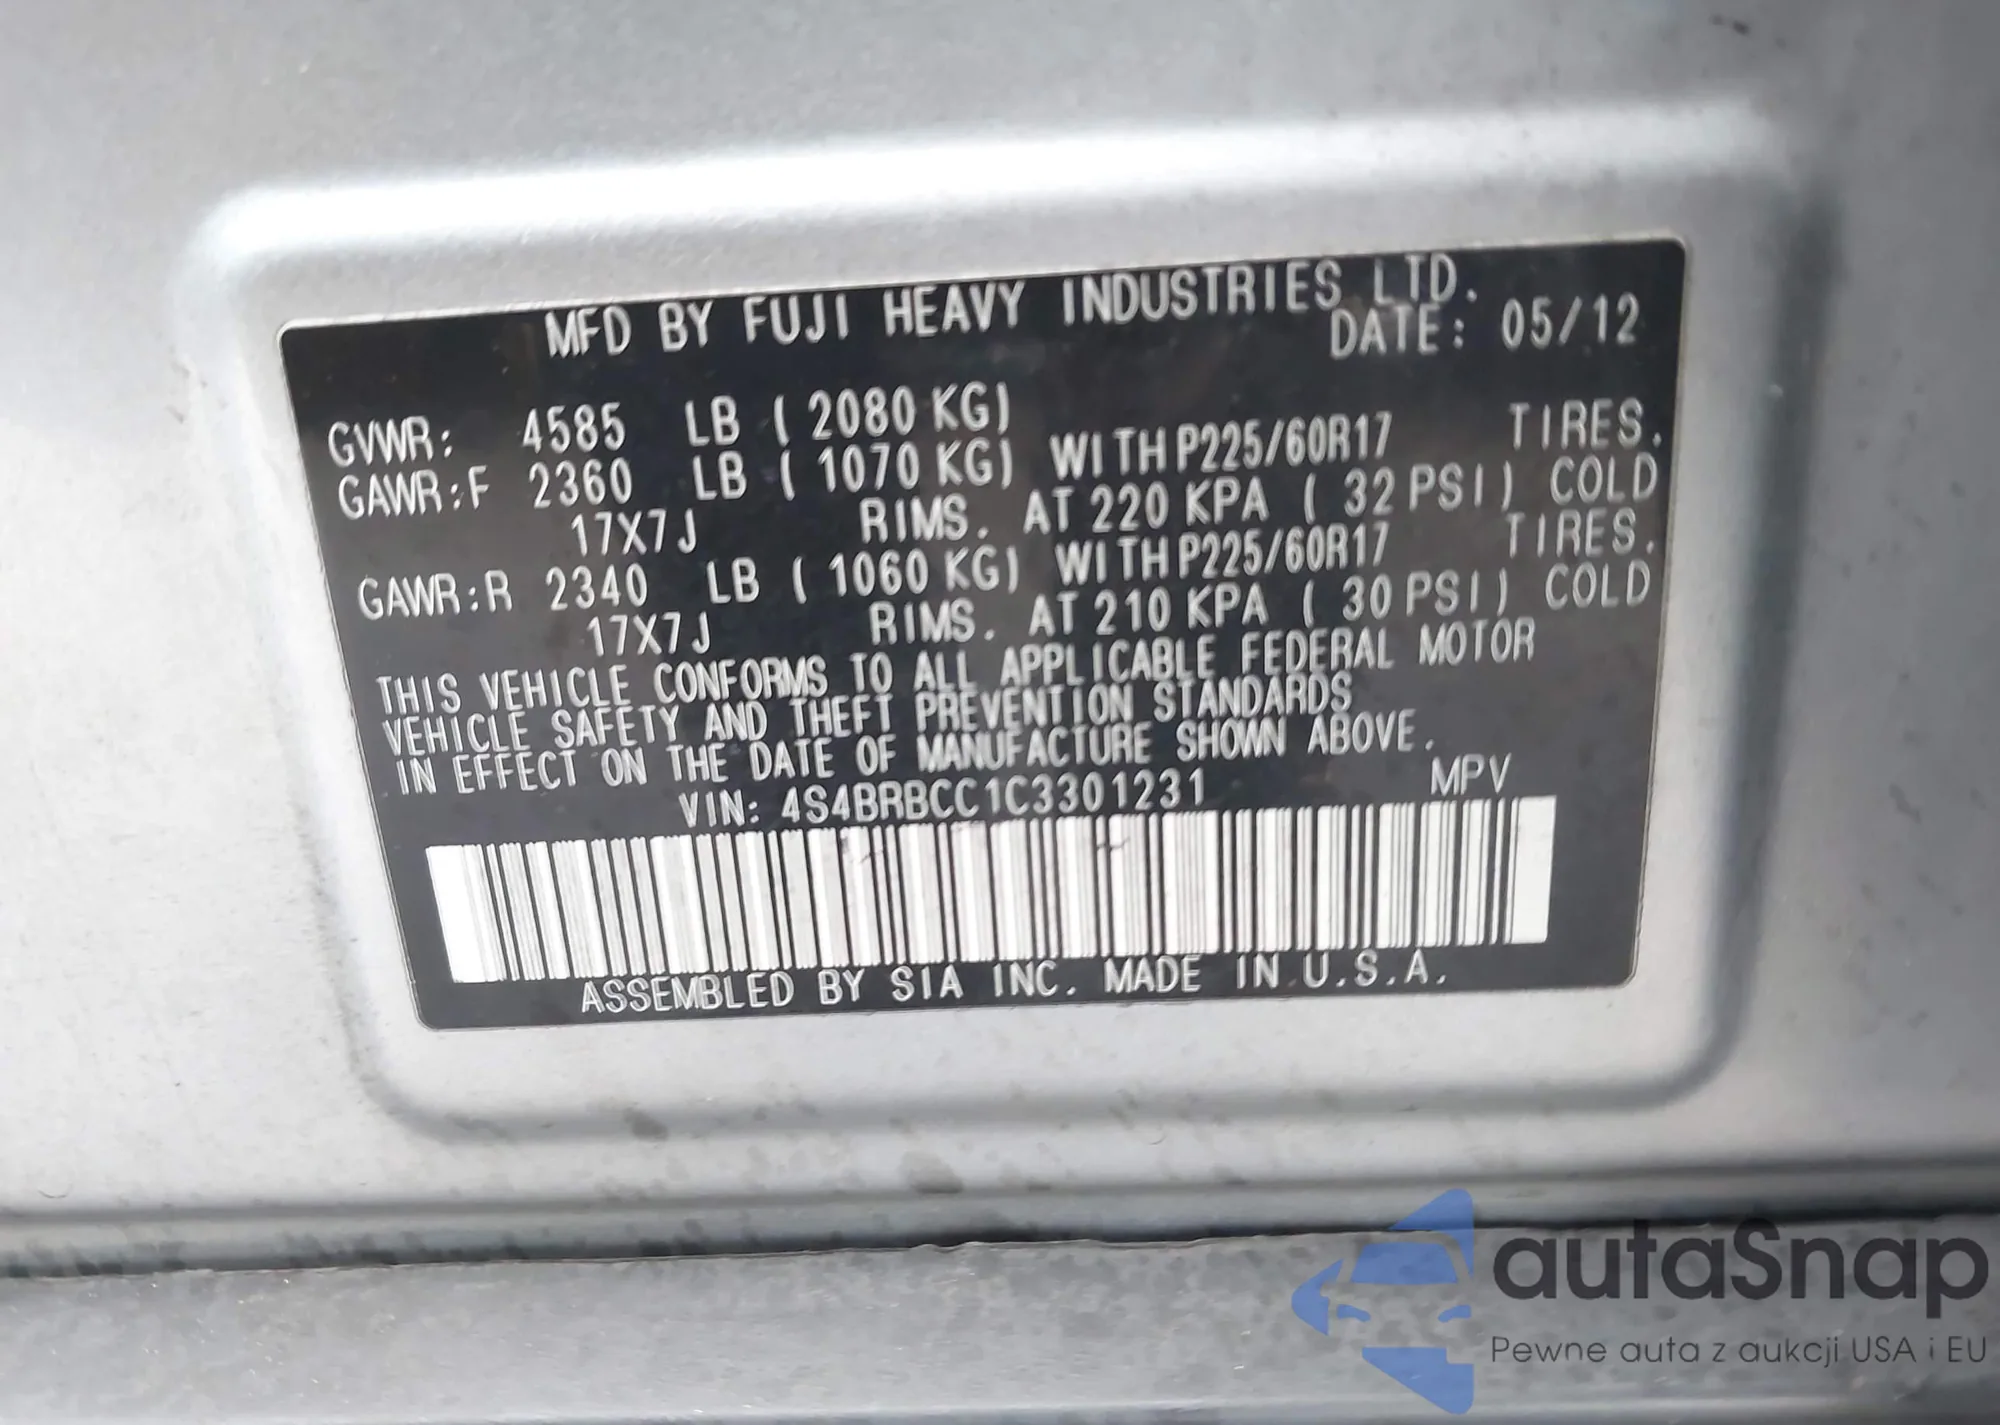 MFD BY FUJI HEAVY INDUSTRIES LTD.
DATE: 05/12
GVWR: 4585 LB ( 2080 KG)
GAWR:F 2360 LB ( 1070 KG) WITH P225/60R17 TIRES.
17X7J RIMS. AT 220 KPA ( 32 PSI) COLD
GAWR:R 2340 LB ( 1060 KG) WITH P225/60R17 TIRES.
17X7J RIMS. AT 210 KPA ( 30 PSI) COLD
THIS VEHICLE CONFORMS TO ALL APPLICABLE FEDERAL MOTOR
VEHICLE SAFETY AND THEFT PREVENTION STANDARDS
IN EFFECT ON THE DATE OF MANUFACTURE SHOWN ABOVE.
VIN: 4S4BRBCC1C3301231 MPV
ASSEMBLED BY SIA INC. MADE IN U.S.A.
autaSnap
Pewne auta z aukcji USA i EU